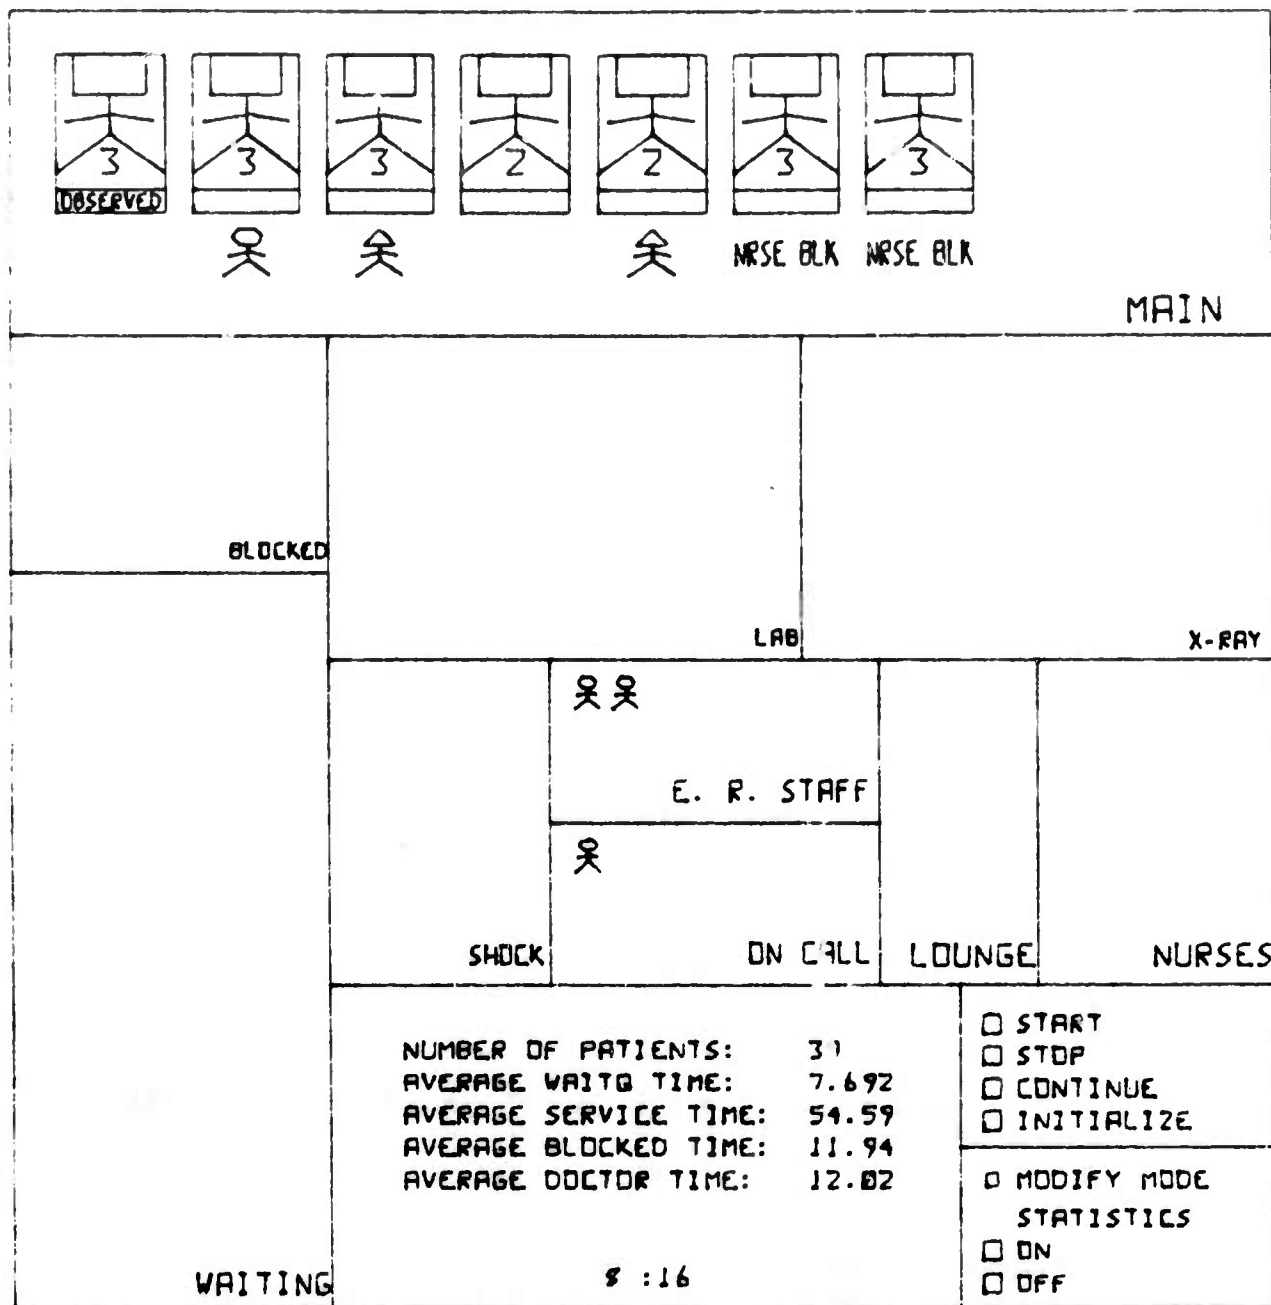 3 3 3 2 2 3 3
OBSERVED
NRSE BLK NRSE BLK
MAIN
BLOCKED
LAB
X-RAY
E. R. STAFF
SHOCK
ON CALL
LOUNGE
NURSES
NUMBER OF PATIENTS:
AVERAGE WAITQ TIME: 7.692
AVERAGE SERVICE TIME: 54.59
AVERAGE BLOCKED TIME: 11.94
AVERAGE DOCTOR TIME: 12.02
8 :16
START
STOP
CONTINUE
INITIALIZE
MODIFY MODE
STATISTICS
ON
OFF
WAITING